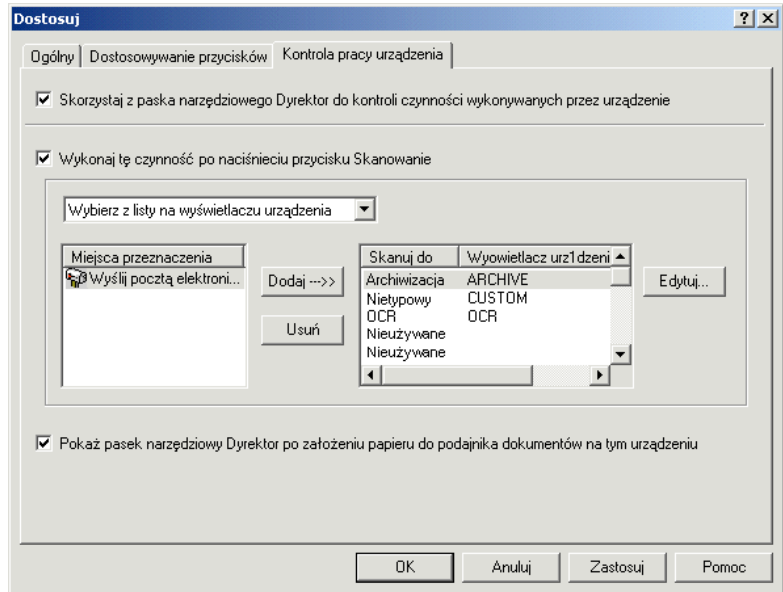 Dostosuj
Ogólny Dostosowywanie przycisków Kontrola pracy urządzenia
Skorzystaj z paska narzędziowego Dyrektor do kontroli czynności wykonywanych przez urządzenie
Wykonaj tę czynność po naciśnieciu przycisku Skanowanie
Wybierz z listy na wyświetlaczu urządzenia
Miejsca przeznaczenia
Wyślij pocztą elektroni...
Dodaj --->>
Usuń
Skanuj do Wyowietlacz urz1dzeni
Archiwizacja ARCHIVE
Nietypowy CUSTOM
OCR OCR
Nieużywane
Nieużywane
Edytuj...
Pokaż pasek narzędziowy Dyrektor po założeniu papieru do podajnika dokumentów na tym urządzeniu
OK Anuluj Zastosuj Pomoc